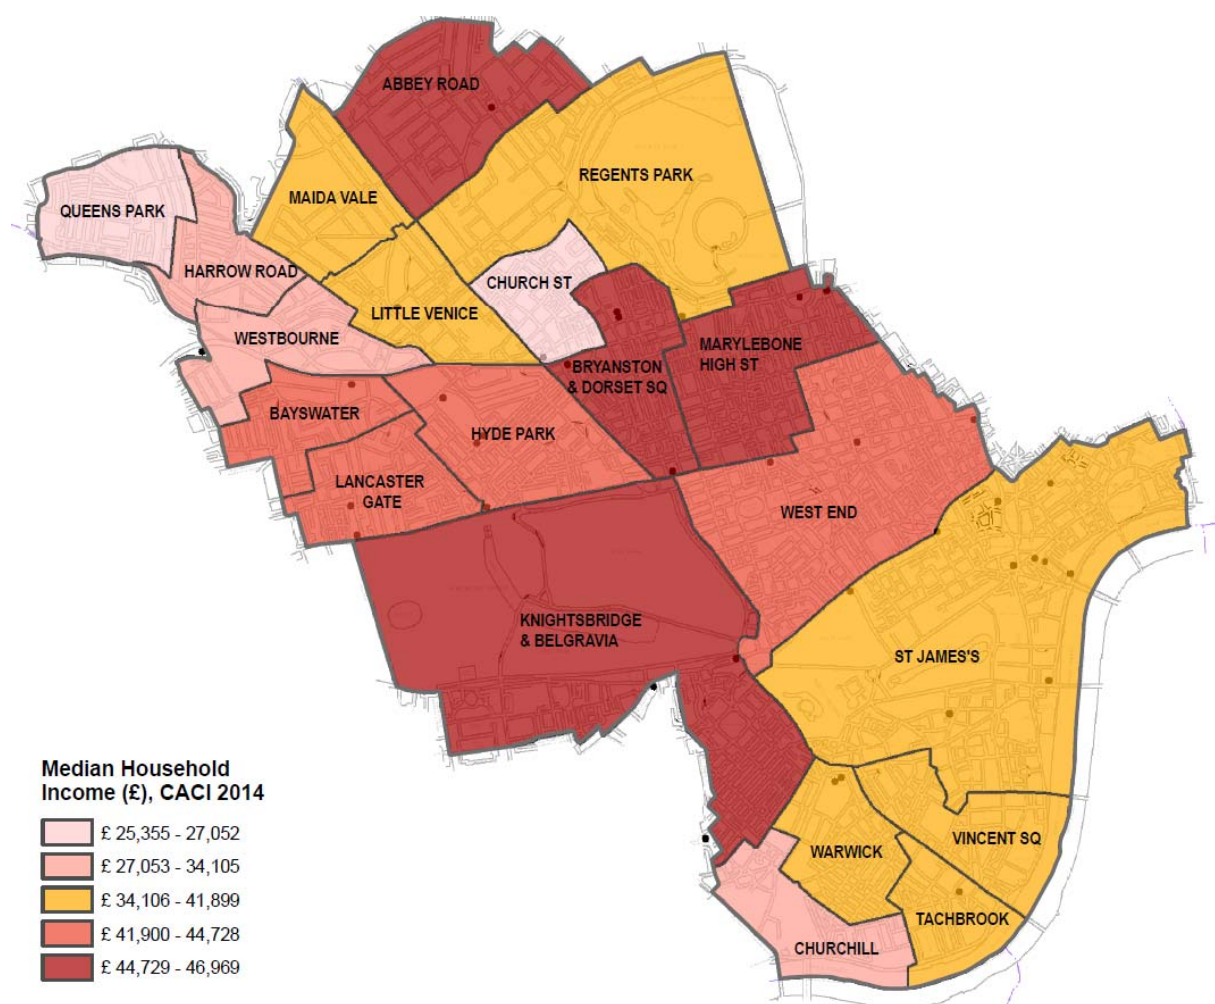 ABBEY ROAD
REGENTS PARK
MAIDA VALE
QUEENS PARK
HARROW ROAD
CHURCH ST
LITTLE VENICE
WESTBOURNE
MARYLEBONE
HIGH ST
BRYANSTON
& DORSET SQ
BAYSWATER
HYDE PARK
LANCASTER
GATE
WEST END
KNIGHTSBRIDGE
& BELGRAVIA
ST JAMES'S
VINCENT SQ
WARWICK
TACHBROOK
CHURCHILL
Median Household
Income (£), CACI 2014
£ 25,355 - 27,052
£ 27,053 - 34,105
£ 34,106 - 41,899
£ 41,900 - 44,728
£ 44,729 - 46,969